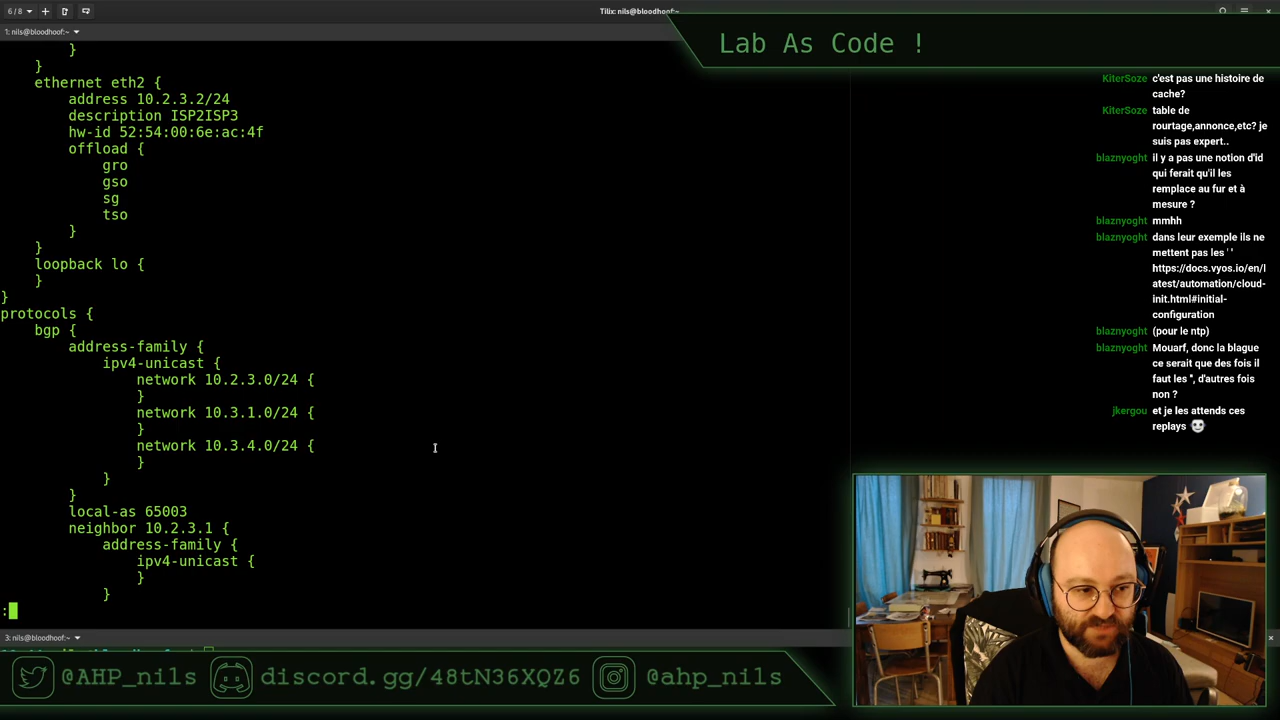 6 / 8
Tilix: nils@bloodhoof:~
1: nils@bloodhoof:~
Lab As Code !
}
}
ethernet eth2 {
address 10.2.3.2/24
description ISP2ISP3
hw-id 52:54:00:6e:ac:4f
offload {
gro
gso
sg
tso
}
}
loopback lo {
}
}
protocols {
bgp {
address-family {
ipv4-unicast {
network 10.2.3.0/24 {
}
network 10.3.1.0/24 {
}
network 10.3.4.0/24 {
}
}
}
local-as 65003
neighbor 10.2.3.1 {
address-family {
ipv4-unicast {
}
}
:
KiterSoze c'est pas une histoire de
cache?
KiterSoze table de
rourtage,annonce,etc? je
suis pas expert..
blaznyoght il y a pas une notion d'id
qui ferait qu'il les
remplace au fur et à
mesure ?
blaznyoght mmhh
blaznyoght dans leur exemple ils ne
mettent pas les ' '
https://docs.vyos.io/en/l
atest/automation/cloud-
init.html#initial-
configuration
blaznyoght (pour le ntp)
blaznyoght Mouarf, donc la blague
ce serait que des fois il
faut les '', d'autres fois
non ?
jkergou et je les attends ces
replays
3: nils@bloodhoof:~
@AHP_nils discord.gg/48tN36XQZ6 @ahp_nils